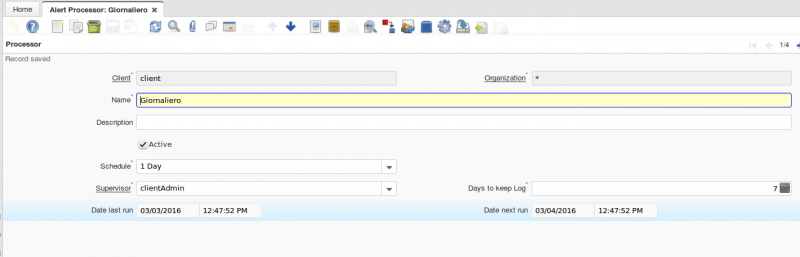 Home Alert Processor: Giornaliero ×
Processor 1/4
Record saved
Client* client Organization* *
Name* Giornaliero
Description
Active
Schedule* 1 Day
Supervisor* clientAdmin Days to keep Log* 7
Date last run 03/03/2016 12:47:52 PM Date next run 03/04/2016 12:47:52 PM